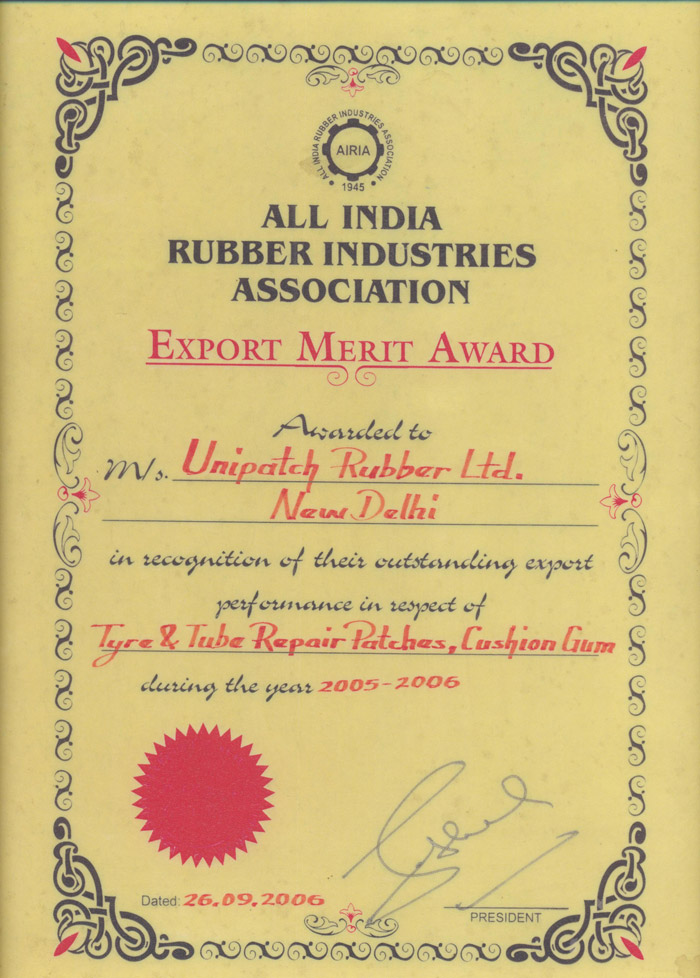 ALL INDIA RUBBER INDUSTRIES ASSOCIATION
AIRIA
• 1945 •
ALL INDIA
RUBBER INDUSTRIES
ASSOCIATION
EXPORT MERIT AWARD
Awarded to
M/s. Unipatch Rubber Ltd.
New Delhi
in recognition of their outstanding export
performance in respect of
Tyre & Tube Repair Patches, Cushion Gum
during the year 2005-2006
Dated: 26.09.2006
PRESIDENT